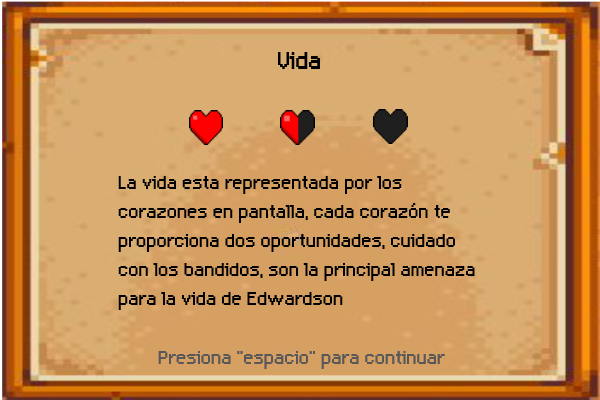 Vida
La vida esta representada por los
corazones en pantalla, cada corazón te
proporciona dos oportunidades, cuidado
con los bandidos, son la principal amenaza
para la vida de Edwardson
Presiona "espacio" para continuar